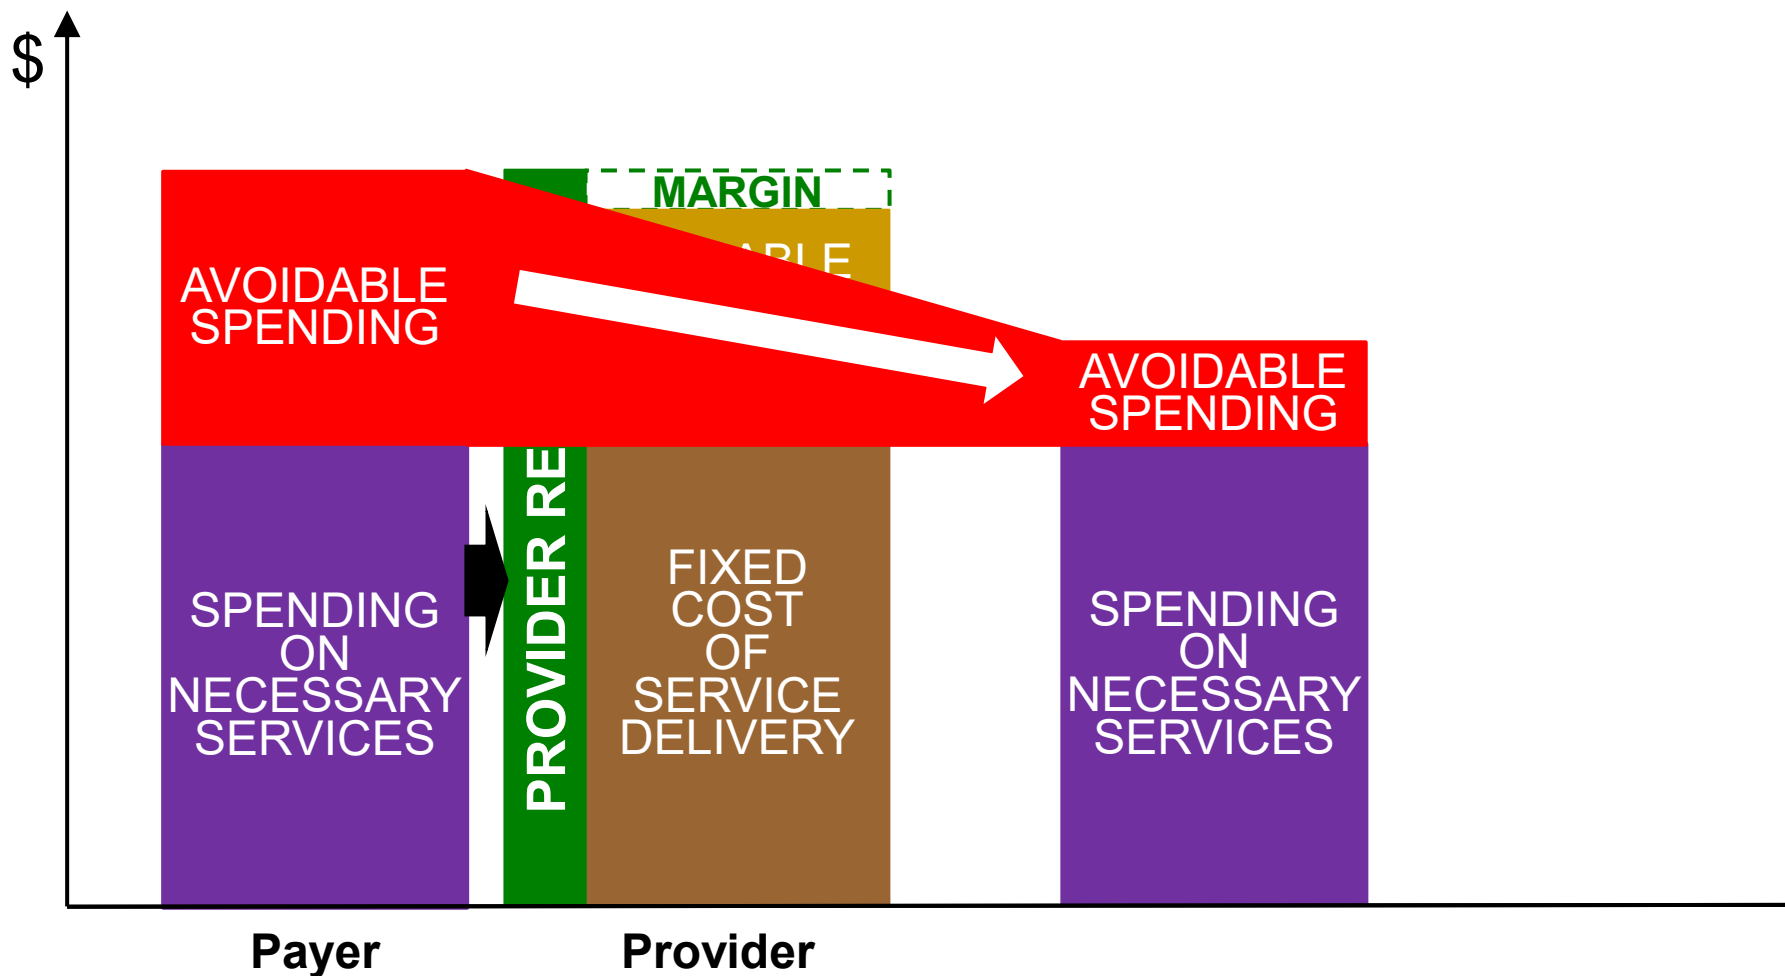 $
AVOIDABLE
SPENDING
SPENDING
ON
NECESSARY
SERVICES
PROVIDER RE
MARGIN
ABLE
FIXED
COST
OF
SERVICE
DELIVERY
AVOIDABLE
SPENDING
SPENDING
ON
NECESSARY
SERVICES
Payer
Provider